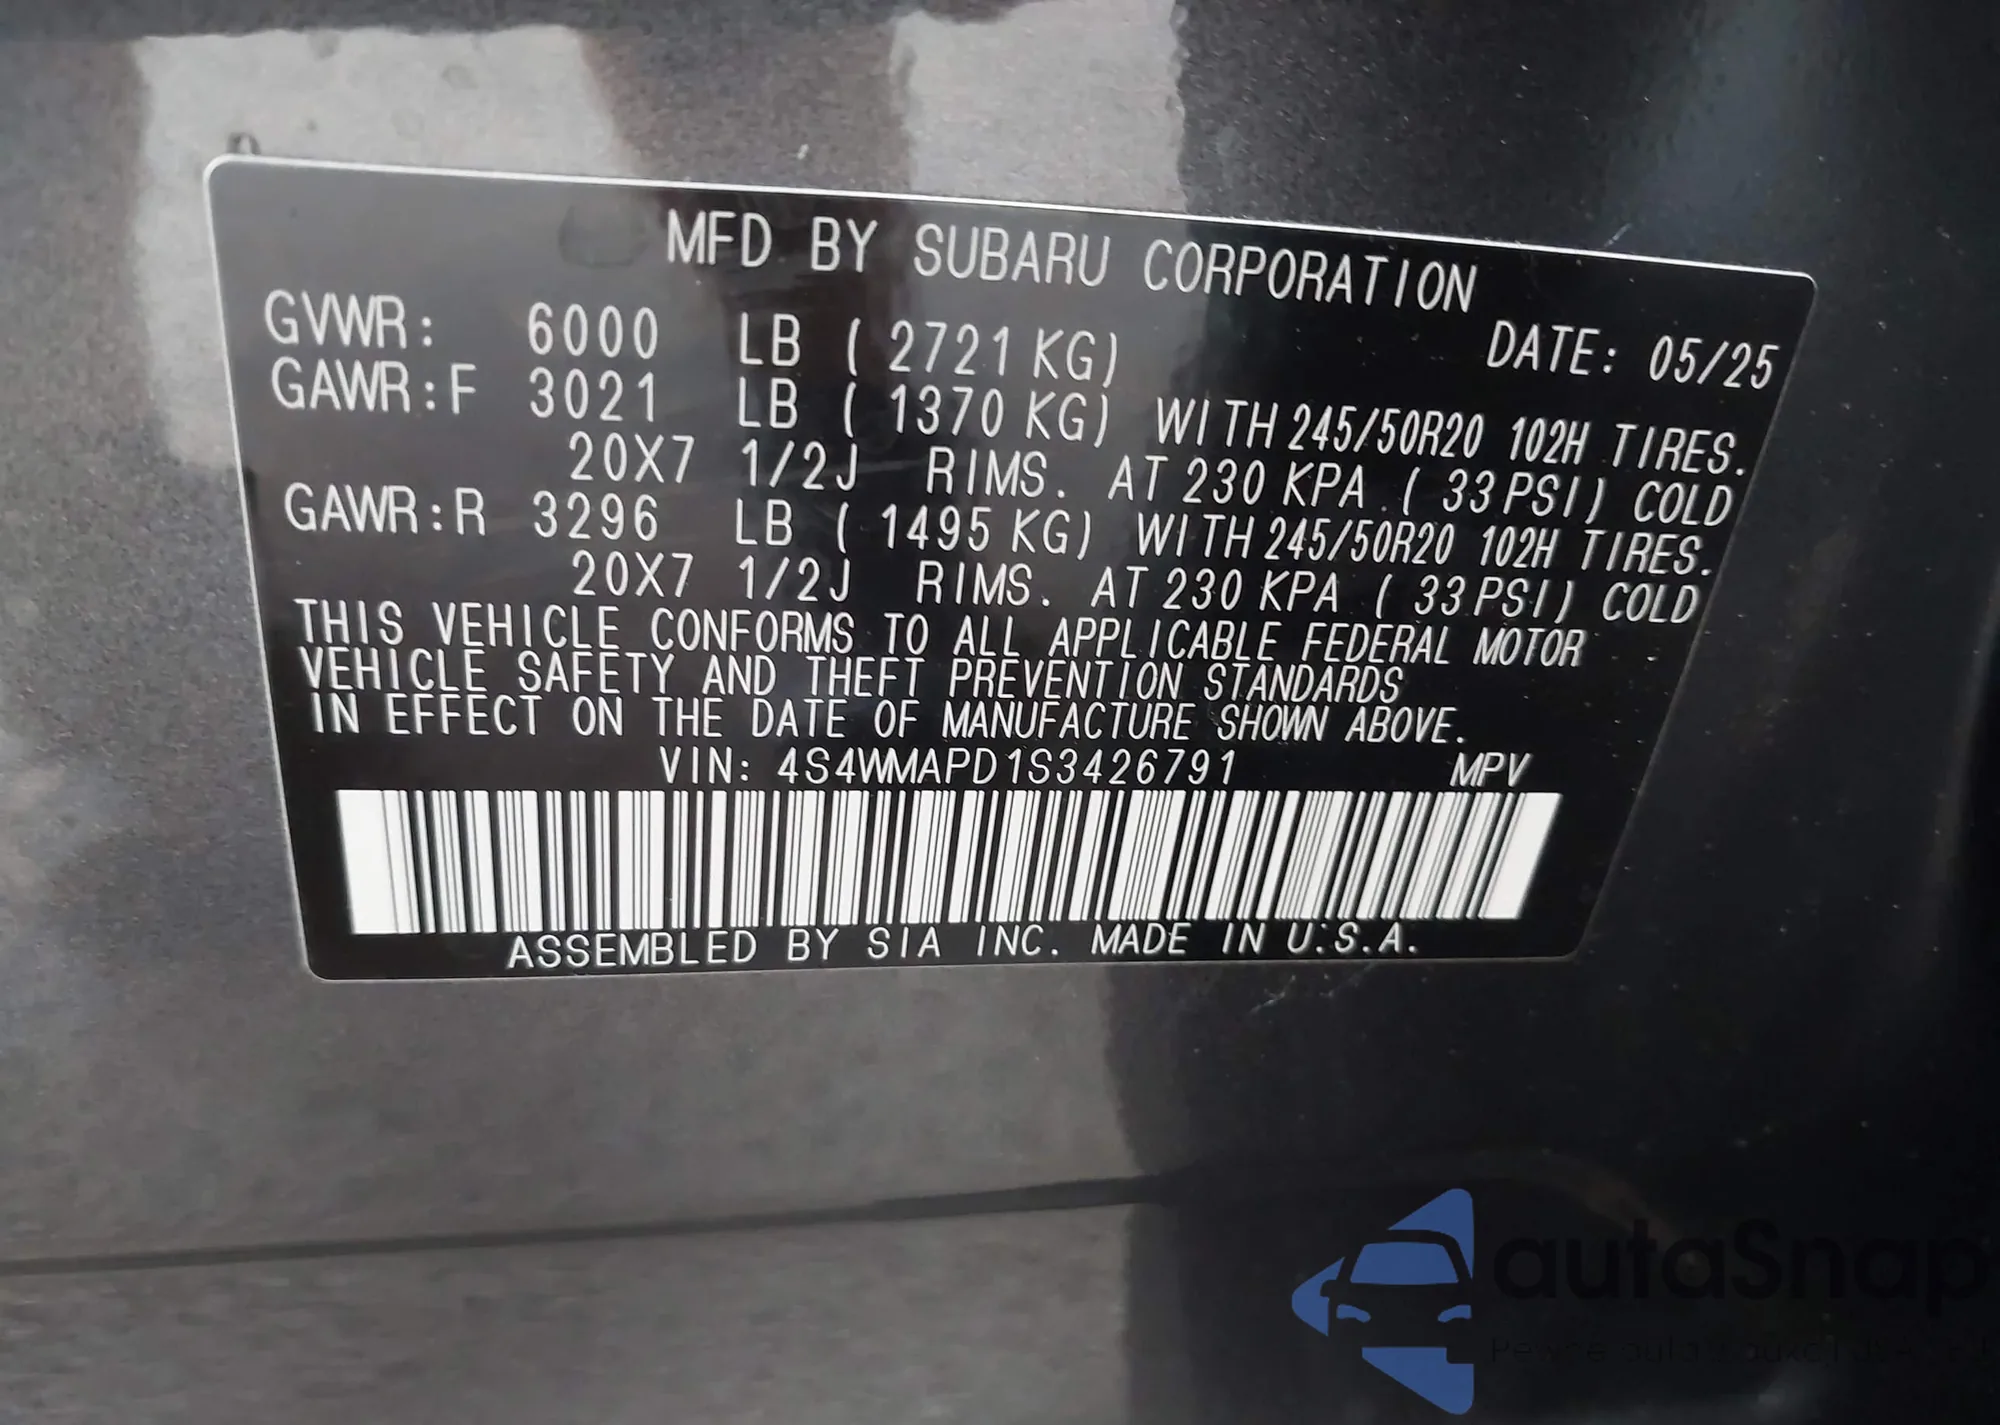 MFD BY SUBARU CORPORATION
GVWR: 6000 LB ( 2721 KG) DATE: 05/25
GAWR:F 3021 LB ( 1370 KG) WITH 245/50R20 102H TIRES.
20X7 1/2J RIMS. AT 230 KPA ( 33 PSI) COLD
GAWR:R 3296 LB ( 1495 KG) WITH 245/50R20 102H TIRES.
20X7 1/2J RIMS. AT 230 KPA ( 33 PSI) COLD
THIS VEHICLE CONFORMS TO ALL APPLICABLE FEDERAL MOTOR
VEHICLE SAFETY AND THEFT PREVENTION STANDARDS
IN EFFECT ON THE DATE OF MANUFACTURE SHOWN ABOVE.
VIN: 4S4WMAPD1S3426791 MPV
ASSEMBLED BY SIA INC. MADE IN U.S.A.
autaSnap